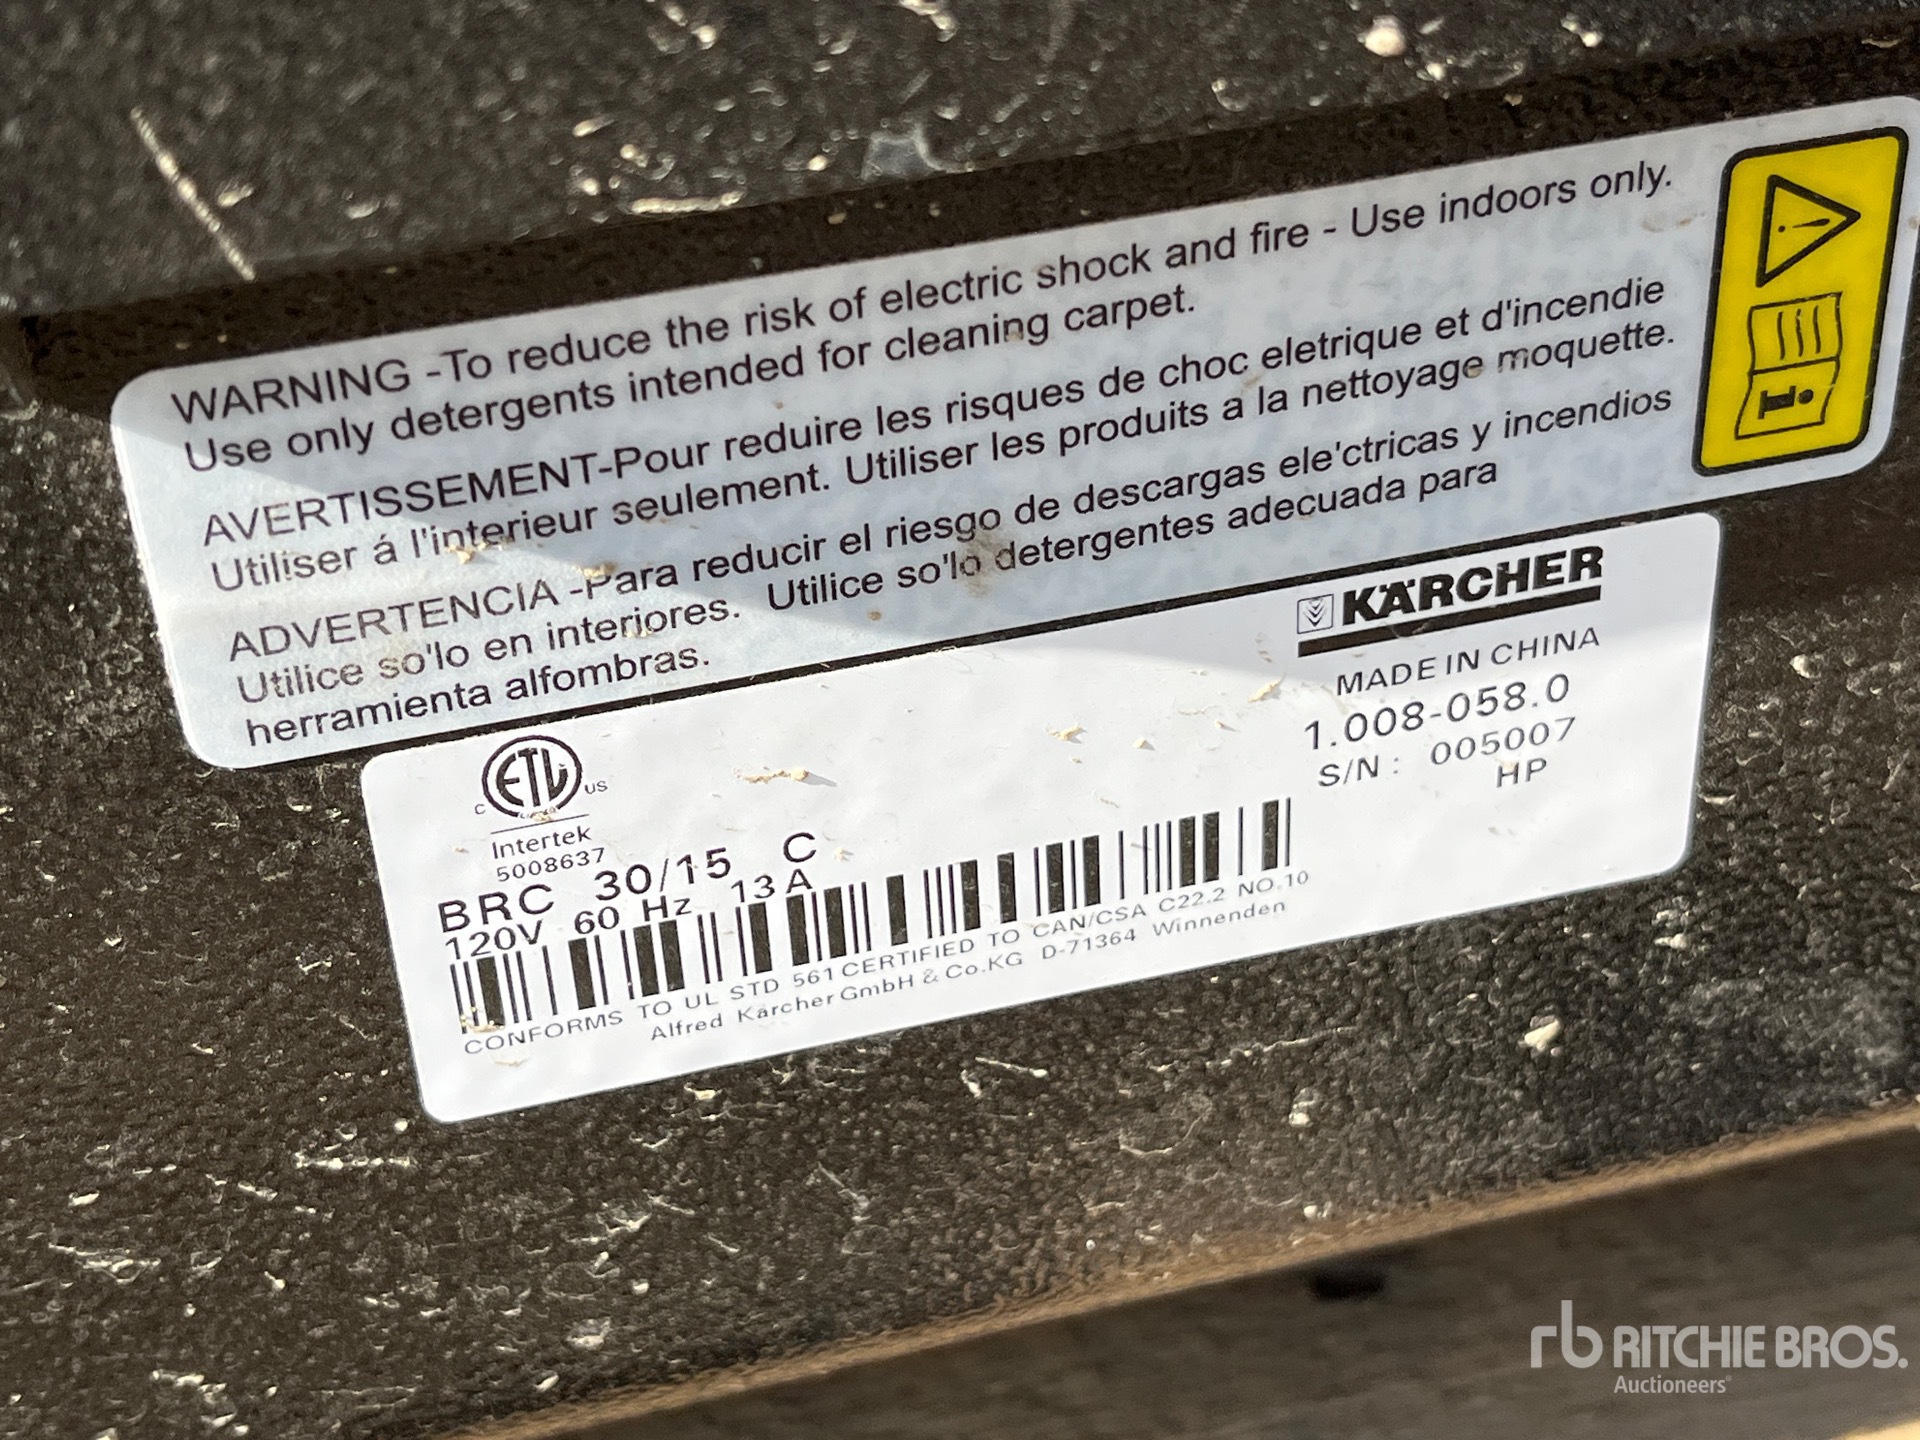 WARNING -To reduce the risk of electric shock and fire - Use indoors only.
Use only detergents intended for cleaning carpet.
AVERTISSEMENT-Pour reduire les risques de choc eletrique et d'incendie
Utiliser á l'interieur seulement. Utiliser les produits a la nettoyage moquette.
ADVERTENCIA -Para reducir el riesgo de descargas ele'ctricas y incendios
Utilice so'lo en interiores. Utilice so'lo detergentes adecuada para
herramienta alfombras.
KÄRCHER
MADE IN CHINA
1.008-058.0
S/N: 005007
HP
C ETL US
Intertek
5008637
BRC 30/15 C
120V 60 Hz 13 A
CONFORMS TO UL STD 561 CERTIFIED TO CAN/CSA C22.2 NO.10
Alfred Kärcher GmbH & Co.KG D-71364 Winnenden
rb RITCHIE BROS.
Auctioneers